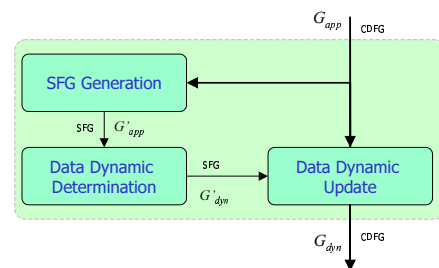 G_app
CDFG
SFG Generation
SFG
G'_app
Data Dynamic
Determination
SFG
G'_dyn
Data Dynamic
Update
G_dyn
CDFG